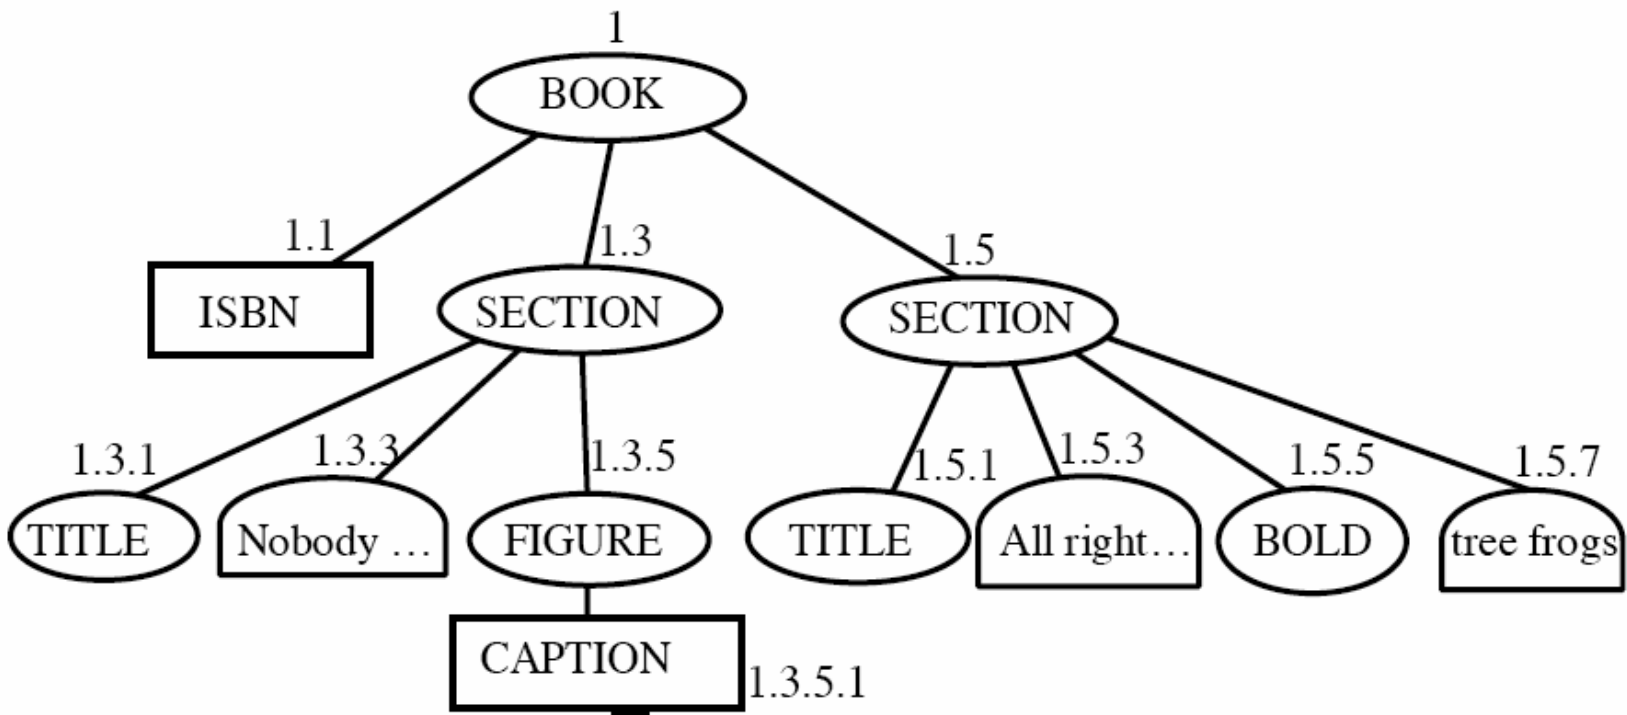 1
BOOK
1.1
1.3
1.5
ISBN
SECTION
SECTION
1.3.1
1.3.3
1.3.5
1.5.1
1.5.3
1.5.5
1.5.7
TITLE
Nobody …
FIGURE
TITLE
All right…
BOLD
tree frogs
CAPTION
1.3.5.1